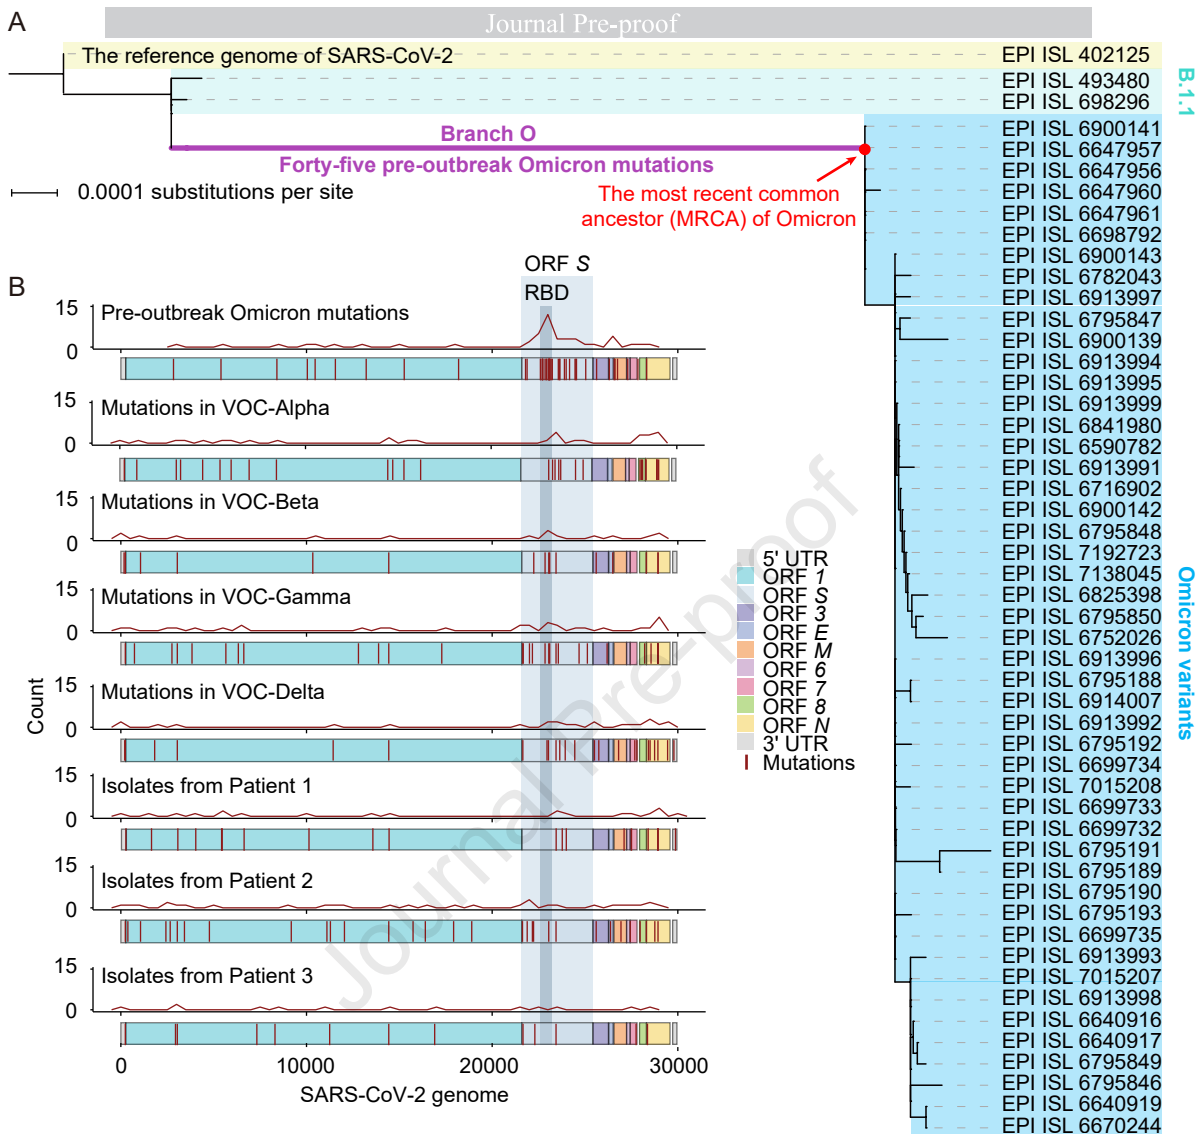 A
Journal Pre-proof
The reference genome of SARS-CoV-2
EPI ISL 402125
EPI ISL 493480
EPI ISL 698296
B.1.1
Branch O
Forty-five pre-outbreak Omicron mutations
0.0001 substitutions per site
The most recent common
ancestor (MRCA) of Omicron
EPI ISL 6900141
EPI ISL 6647957
EPI ISL 6647956
EPI ISL 6647960
EPI ISL 6647961
EPI ISL 6698792
EPI ISL 6900143
EPI ISL 6782043
EPI ISL 6913997
EPI ISL 6795847
EPI ISL 6900139
EPI ISL 6913994
EPI ISL 6913995
EPI ISL 6913999
EPI ISL 6841980
EPI ISL 6590782
EPI ISL 6913991
EPI ISL 6716902
EPI ISL 6900142
EPI ISL 6795848
EPI ISL 7192723
EPI ISL 7138045
EPI ISL 6825398
EPI ISL 6795850
EPI ISL 6752026
EPI ISL 6913996
EPI ISL 6795188
EPI ISL 6914007
EPI ISL 6913992
EPI ISL 6795192
EPI ISL 6699734
EPI ISL 7015208
EPI ISL 6699733
EPI ISL 6699732
EPI ISL 6795191
EPI ISL 6795189
EPI ISL 6795190
EPI ISL 6795193
EPI ISL 6699735
EPI ISL 6913993
EPI ISL 7015207
EPI ISL 6913998
EPI ISL 6640916
EPI ISL 6640917
EPI ISL 6795849
EPI ISL 6795846
EPI ISL 6640919
EPI ISL 6670244
Omicron variants
B
ORF S
RBD
15
Pre-outbreak Omicron mutations
0
15
Mutations in VOC-Alpha
0
15
Mutations in VOC-Beta
0
15
Mutations in VOC-Gamma
0
15
Mutations in VOC-Delta
0
15
Isolates from Patient 1
0
15
Isolates from Patient 2
0
15
Isolates from Patient 3
0
Count
0
10000
20000
30000
SARS-CoV-2 genome
5' UTR
ORF 1
ORF S
ORF 3
ORF E
ORF M
ORF 6
ORF 7
ORF 8
ORF N
3' UTR
Mutations
Journal Pre-proof